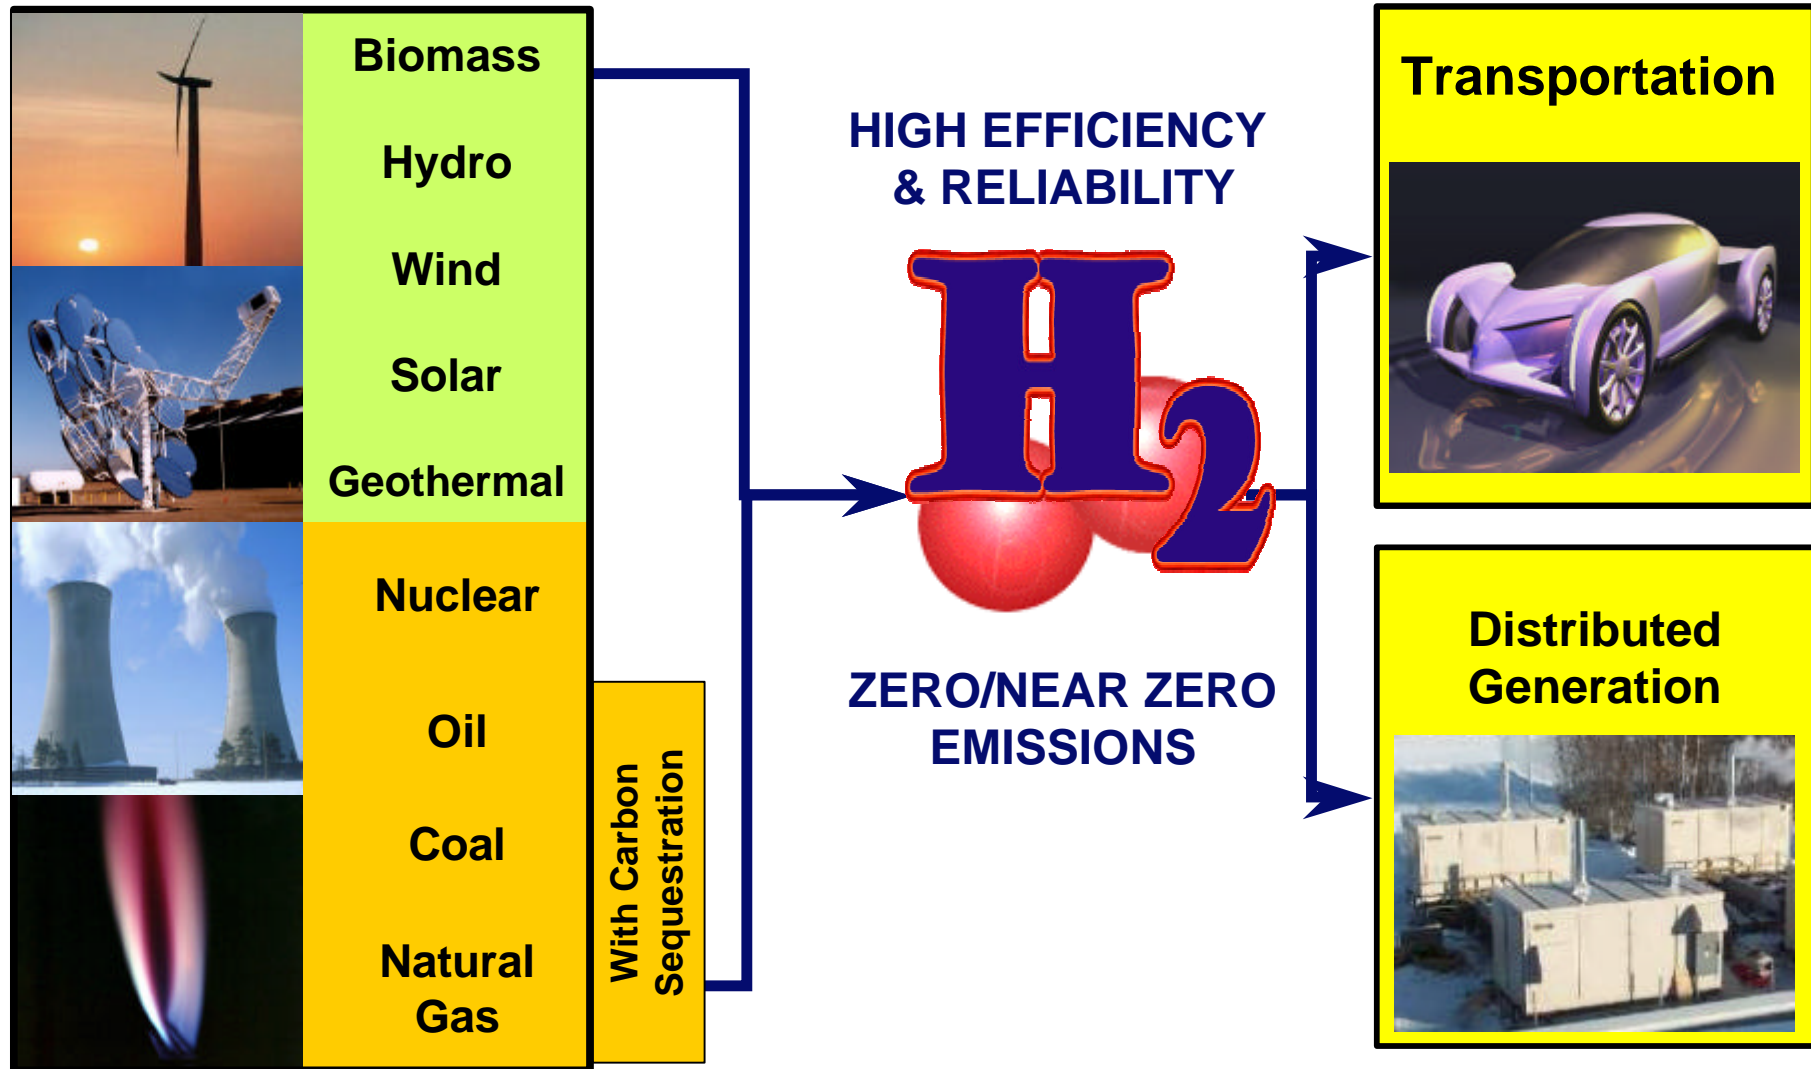 Biomass
Hydro
Wind
Solar
Geothermal
Nuclear
Oil
Coal
Natural
Gas
With Carbon
Sequestration
HIGH EFFICIENCY
& RELIABILITY
H2
ZERO/NEAR ZERO
EMISSIONS
Transportation
Distributed
Generation